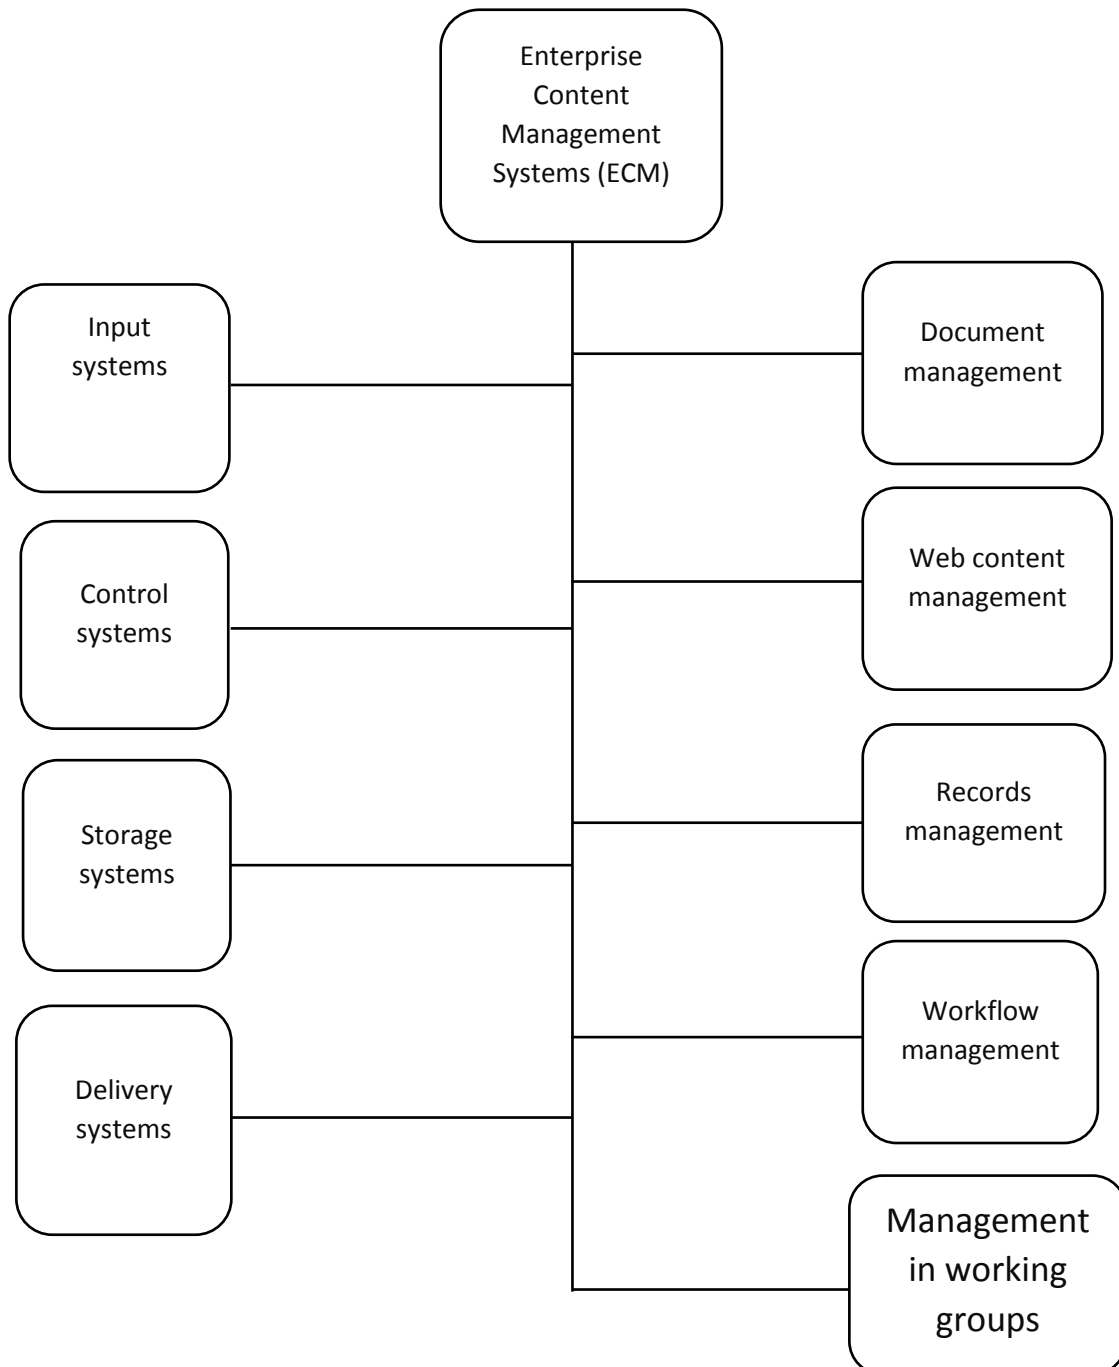 Enterprise
Content
Management
Systems (ECM)
Input
systems
Document
management
Control
systems
Web content
management
Storage
systems
Records
management
Delivery
systems
Workflow
management
Management
in working
groups